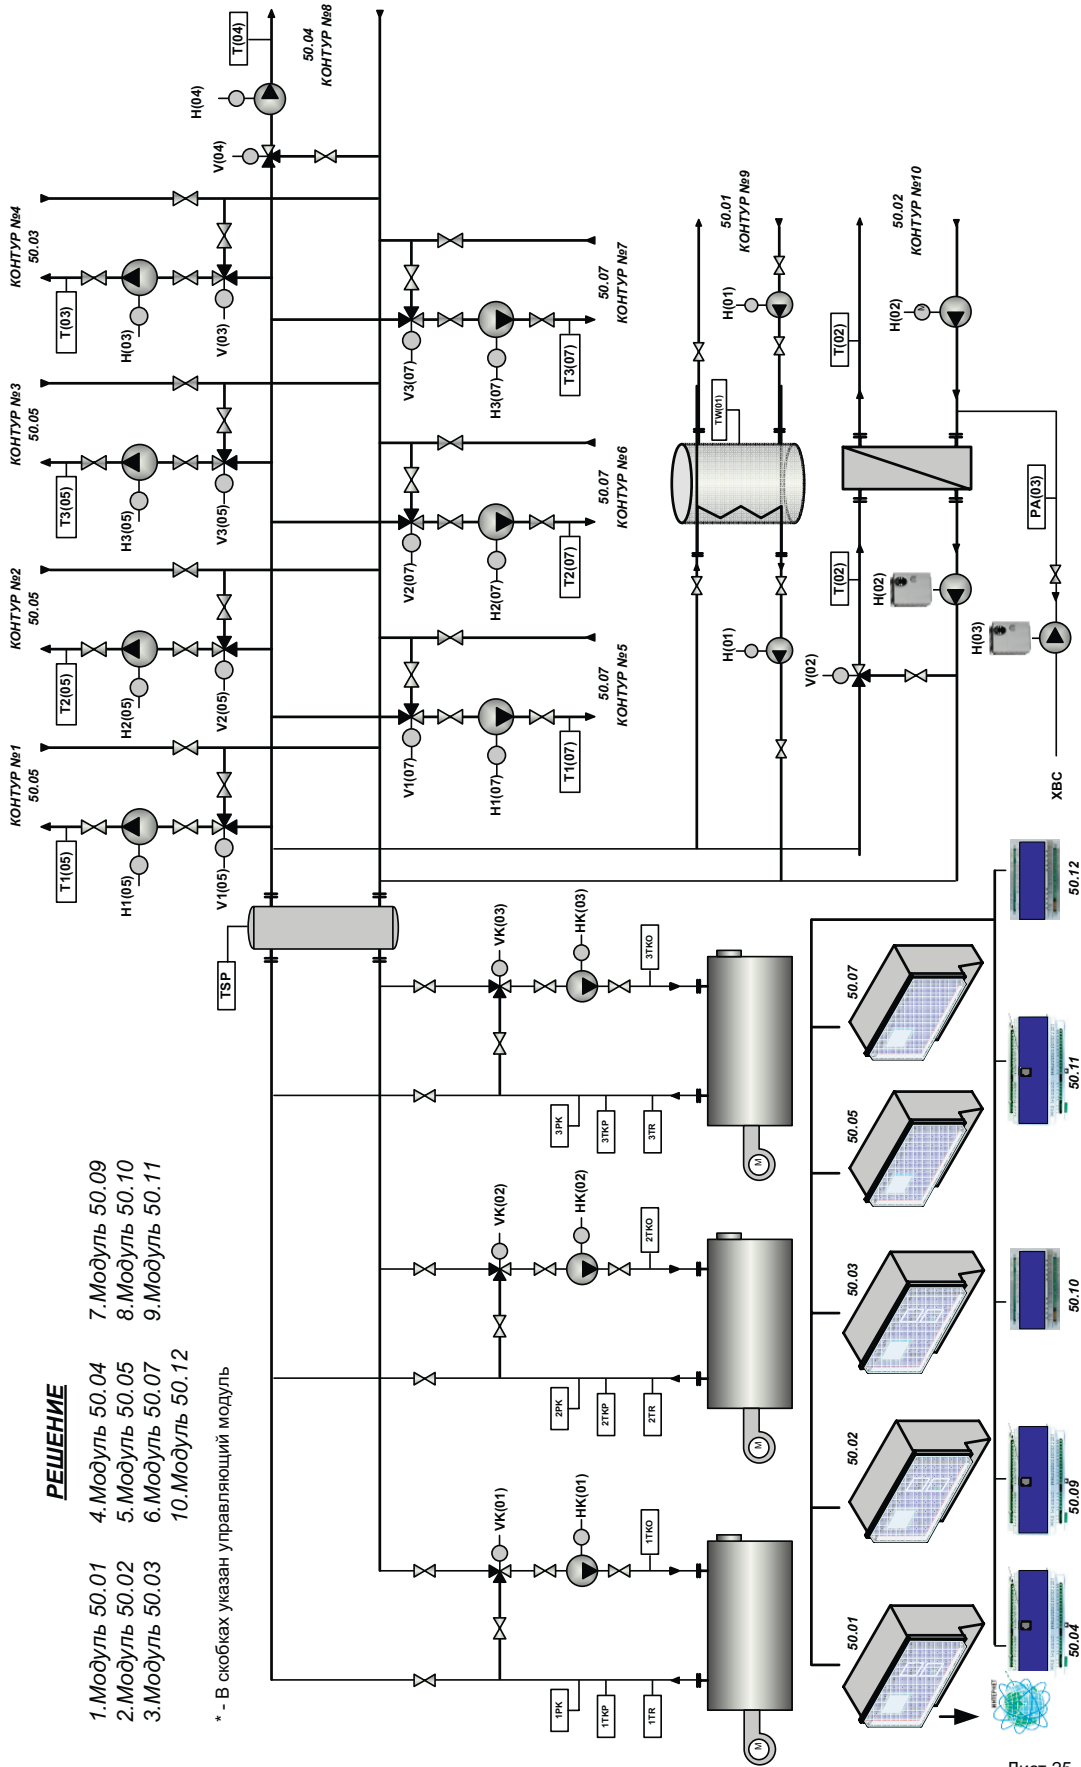 РЕШЕНИЕ
1.Модуль 50.01
2.Модуль 50.02
3.Модуль 50.03
4.Модуль 50.04
5.Модуль 50.05
6.Модуль 50.07
7.Модуль 50.09
8.Модуль 50.10
9.Модуль 50.11
10.Модуль 50.12
* - В скобках указан управляющий модуль
КОНТУР №1
50.05
T1(05)
H1(05)
V1(05)
КОНТУР №2
50.05
T2(05)
H2(05)
V2(05)
КОНТУР №3
50.05
T3(05)
H3(05)
V3(05)
КОНТУР №4
50.03
T(03)
H(03)
V(03)
50.04
КОНТУР №8
T(04)
H(04)
V(04)
V1(07)
H1(07)
T1(07)
50.07
КОНТУР №5
V2(07)
H2(07)
T2(07)
50.07
КОНТУР №6
V3(07)
H3(07)
T3(07)
50.07
КОНТУР №7
TSP
50.01
КОНТУР №9
TW(01)
H(01)
H(01)
50.02
КОНТУР №10
T(02)
T(02)
H(02)
M
H(02)
V(02)
PA(03)
H(03)
ХВС
VK(01)
HK(01)
1TKO
1PK
1TKP
1TR
M
VK(02)
HK(02)
2TKO
2PK
2TKP
2TR
M
VK(03)
HK(03)
3TKO
3PK
3TKP
3TR
M
50.01
50.02
50.03
50.05
50.07
ИНТЕРНЕТ
50.04
50.09
50.10
50.11
50.12